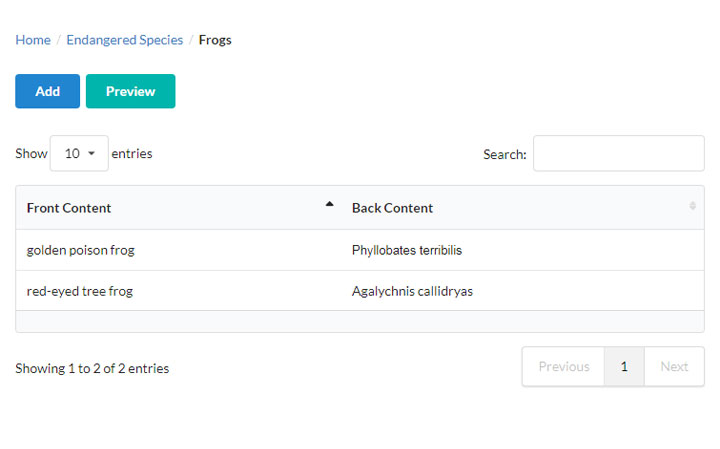 Home / Endangered Species / Frogs
Add Preview
Show 10 entries Search:
Front Content Back Content
golden poison frog Phyllobates terribilis
red-eyed tree frog Agalychnis callidryas
Showing 1 to 2 of 2 entries Previous 1 Next